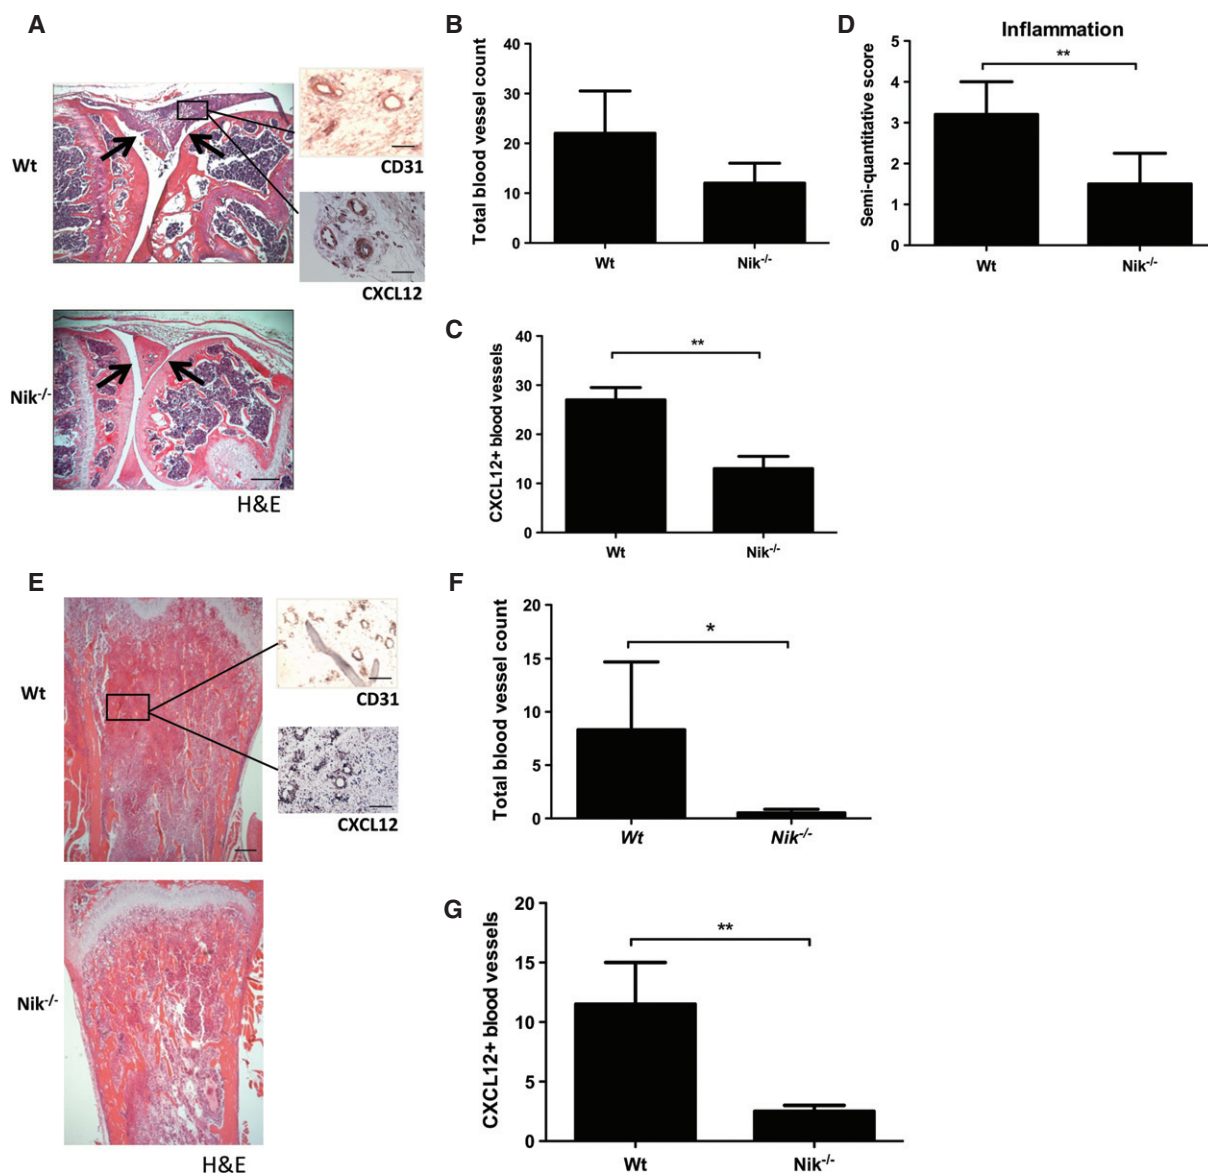 A
Wt
CD31
CXCL12
Nik-/-
H&E
B
Total blood vessel count
40
30
20
10
0
Wt
Nik-/-
D
Inflammation
Semi-quantitative score
5
4
3
2
1
0
**
Wt
Nik-/-
C
CXCL12+ blood vessels
40
30
20
10
0
**
Wt
Nik-/-
E
Wt
CD31
CXCL12
Nik-/-
H&E
F
Total blood vessel count
20
15
10
5
0
*
Wt
Nik-/-
G
CXCL12+ blood vessels
20
15
10
5
0
**
Wt
Nik-/-